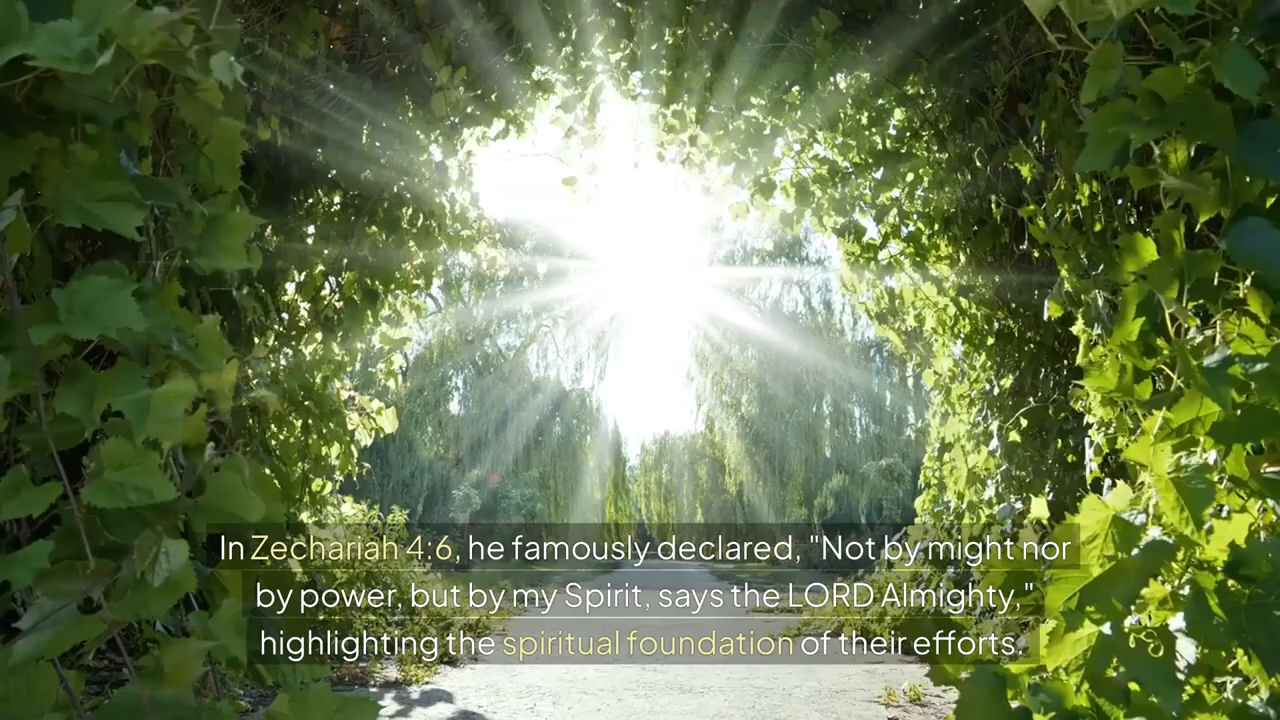 In Zechariah 4:6, he famously declared, "Not by might nor
by power, but by my Spirit, says the LORD Almighty,"
highlighting the spiritual foundation of their efforts.